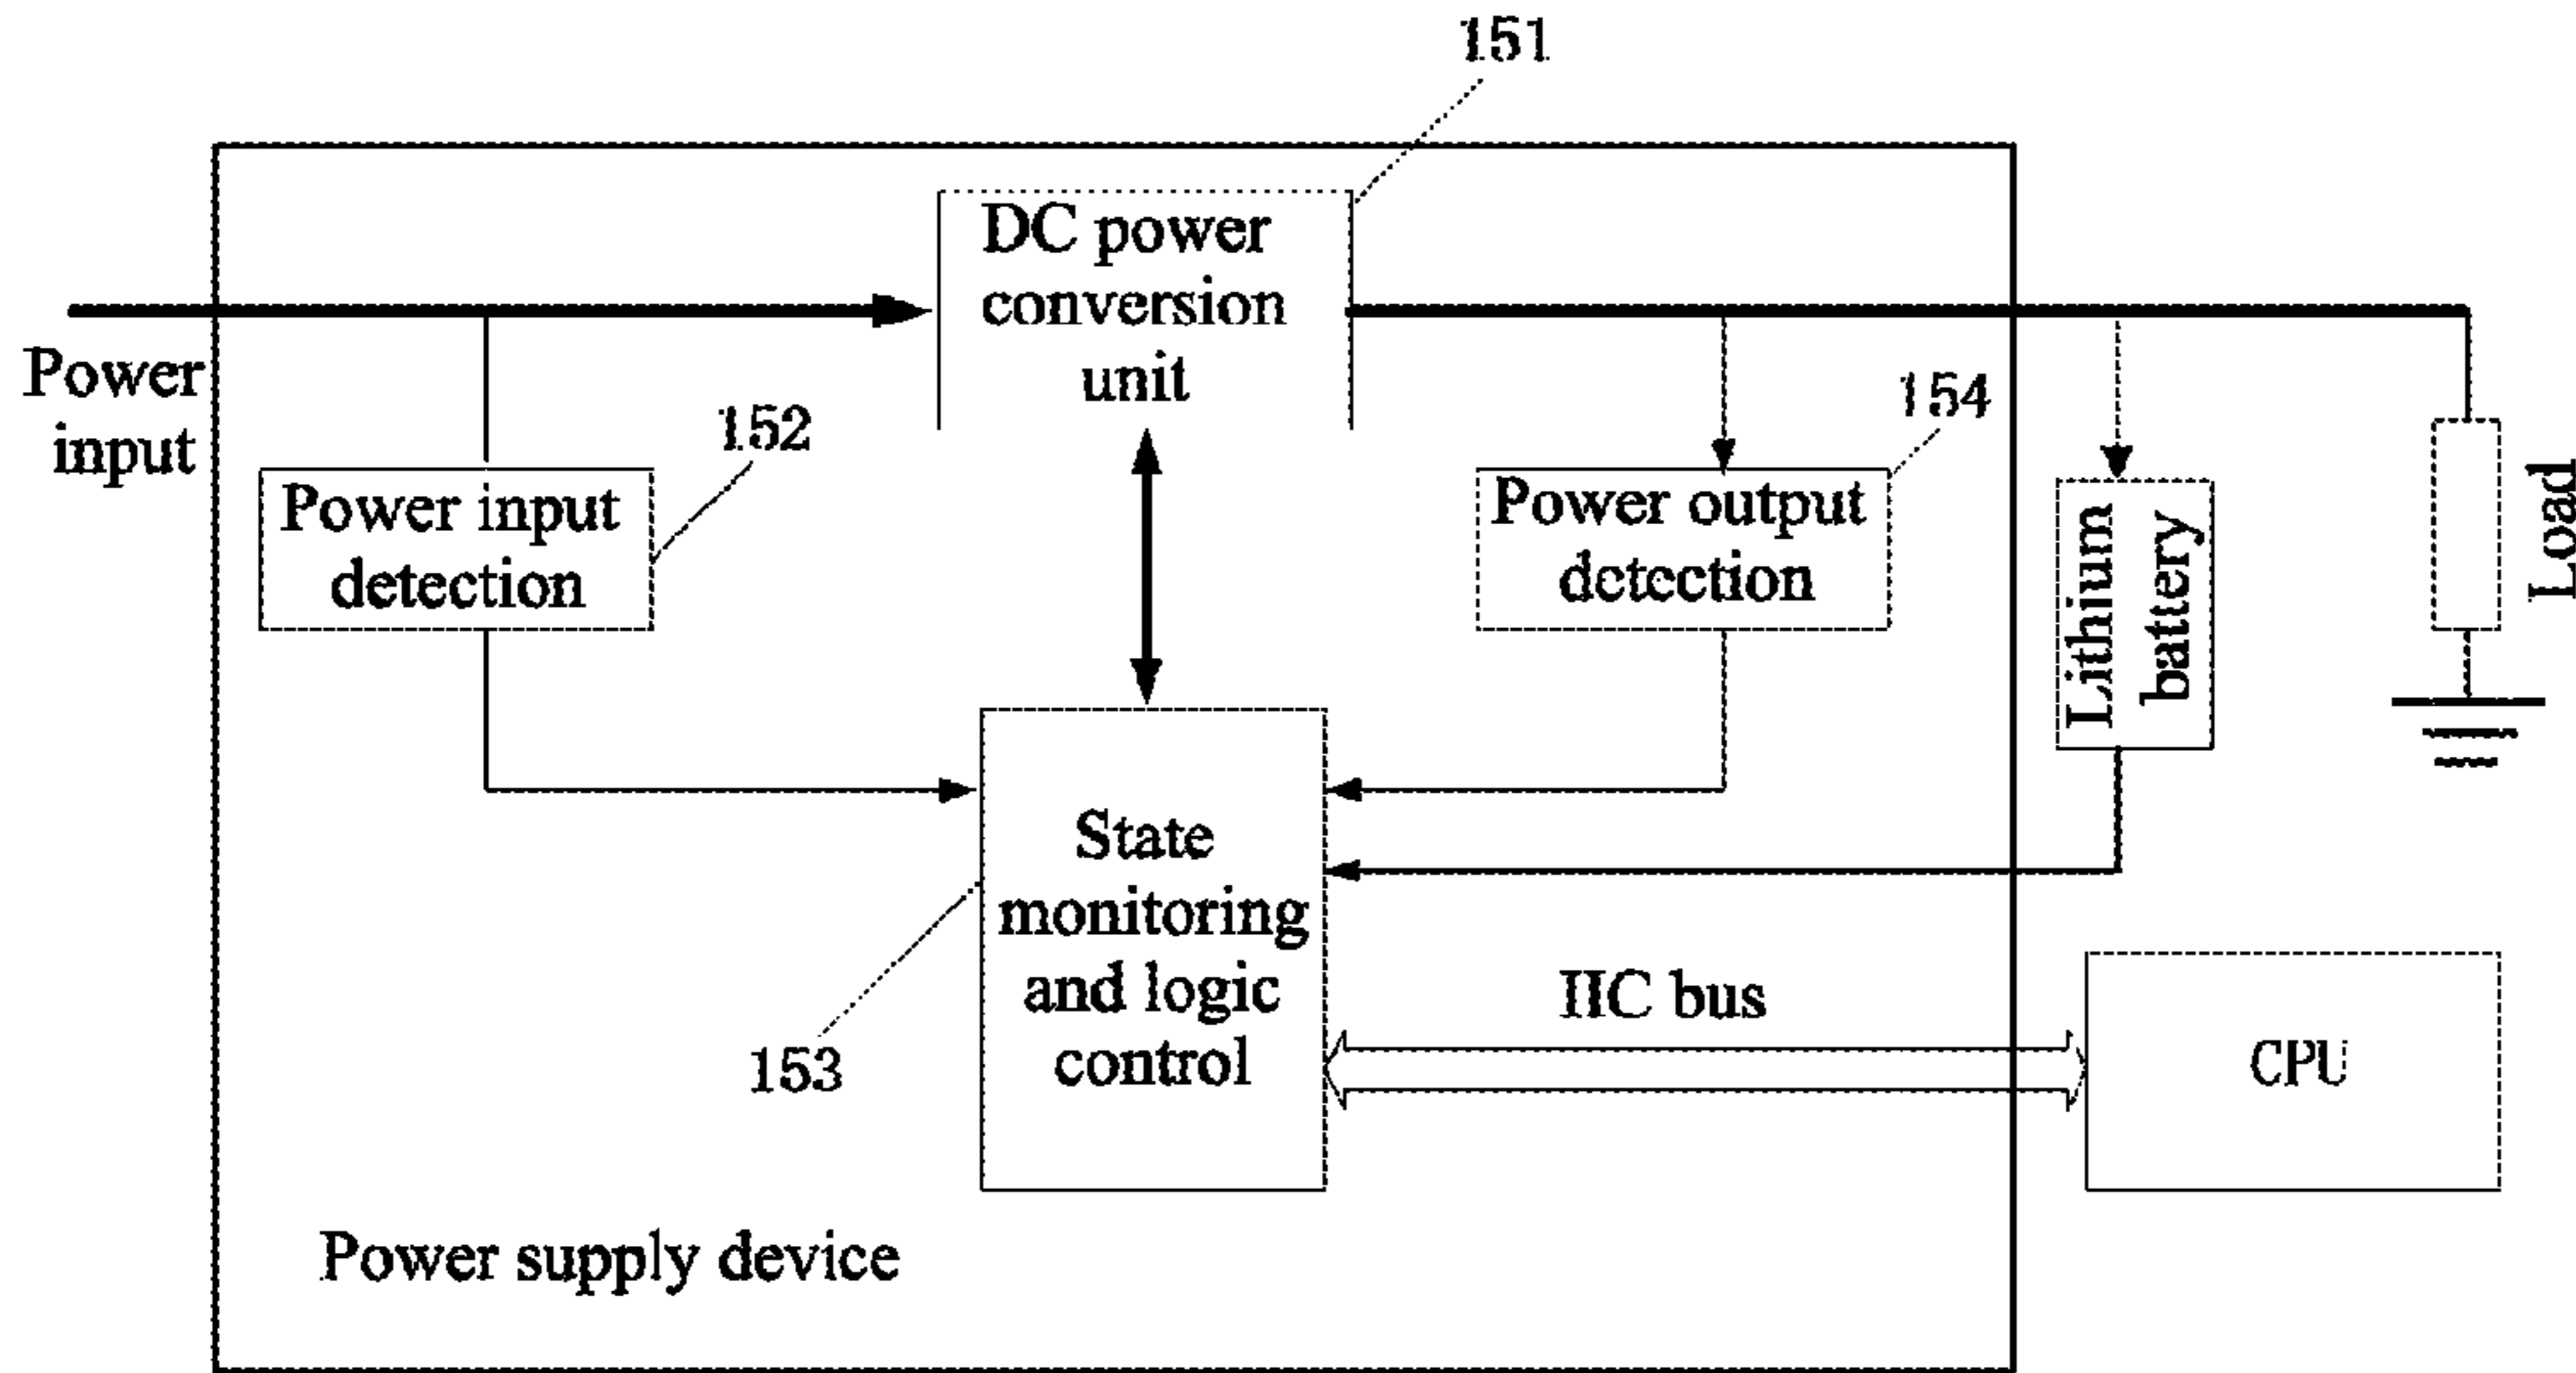 151
DC power
conversion
unit
Power
input
152
154
Power input
detection
Power output
detection
Lithium
battery
Load
State
monitoring
and logic
control
153
IIC bus
CPU
Power supply device